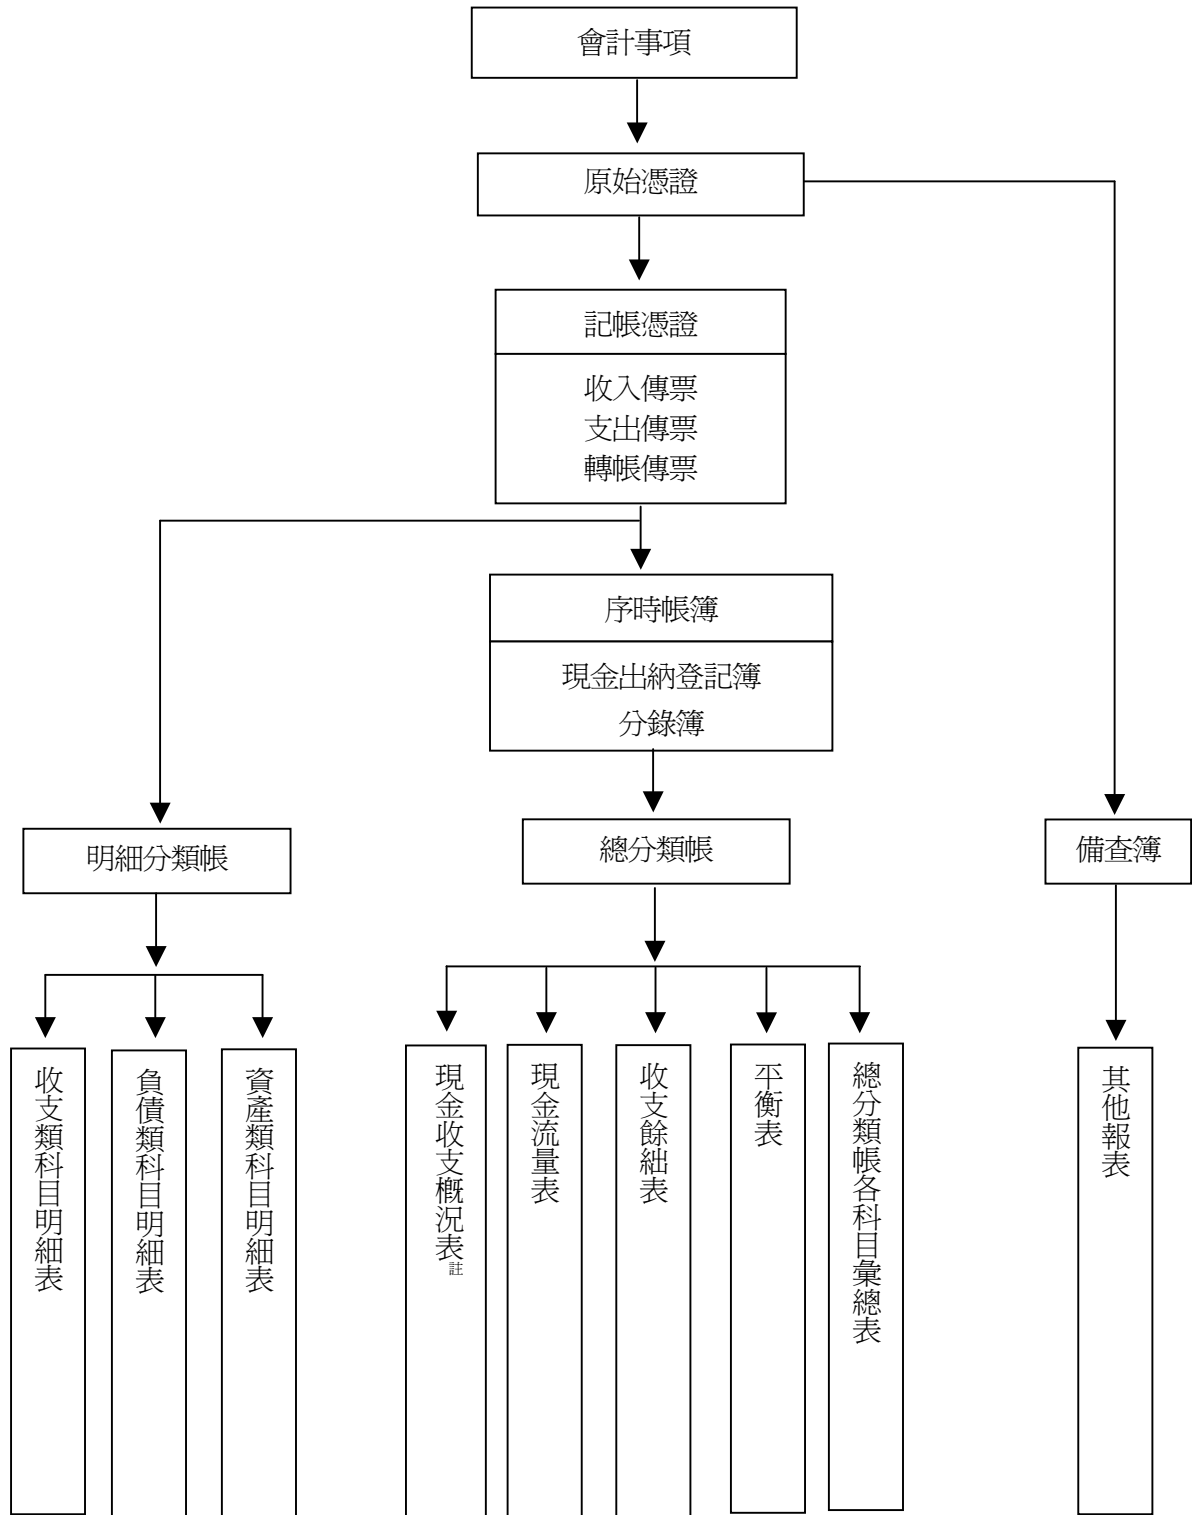 會計事項
原始憑證
記帳憑證
收入傳票
支出傳票
轉帳傳票
序時帳簿
現金出納登記簿
分錄簿
明細分類帳
總分類帳
備查簿
收支類科目明細表
負債類科目明細表
資產類科目明細表
現金收支概況表註
現金流量表
收支餘絀表
平衡表
總分類帳各科目彙總表
其他報表